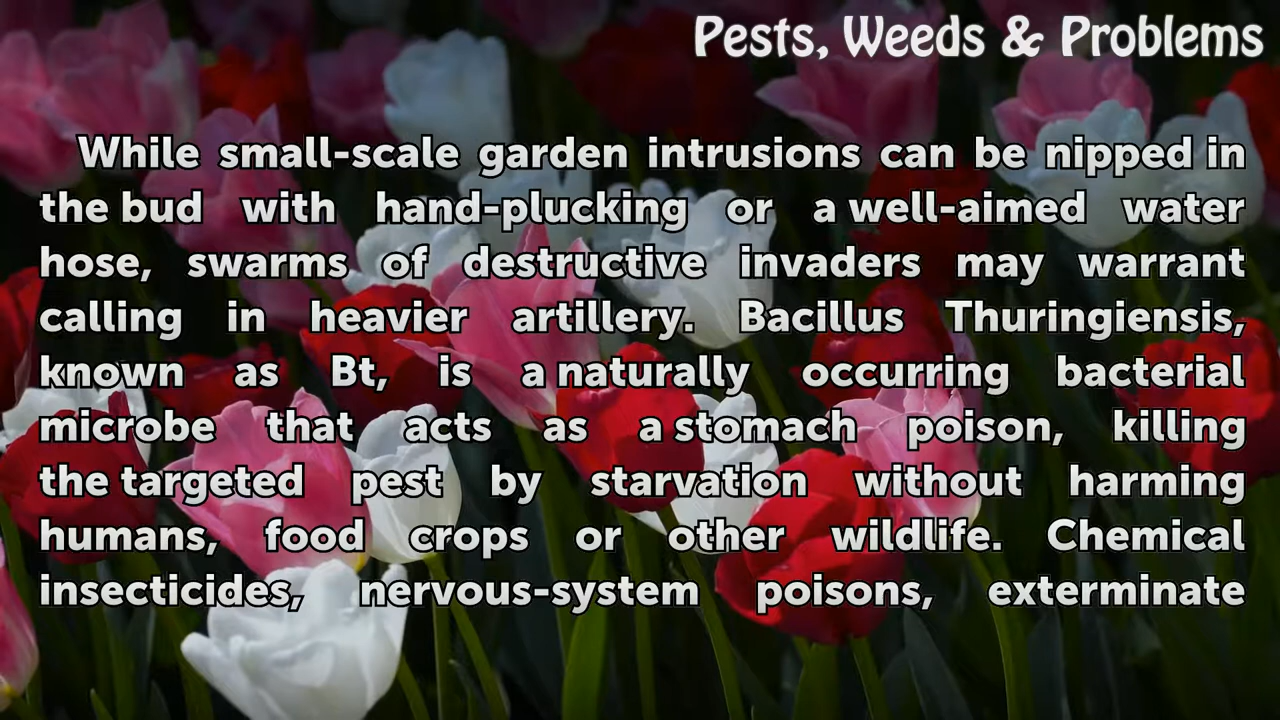 Pests, Weeds & Problems
While small-scale garden intrusions can be nipped in
the bud with hand-plucking or a well-aimed water
hose, swarms of destructive invaders may warrant
calling in heavier artillery. Bacillus Thuringiensis,
known as Bt, is a naturally occurring bacterial
microbe that acts as a stomach poison, killing
the targeted pest by starvation without harming
humans, food crops or other wildlife. Chemical
insecticides, nervous-system poisons, exterminate